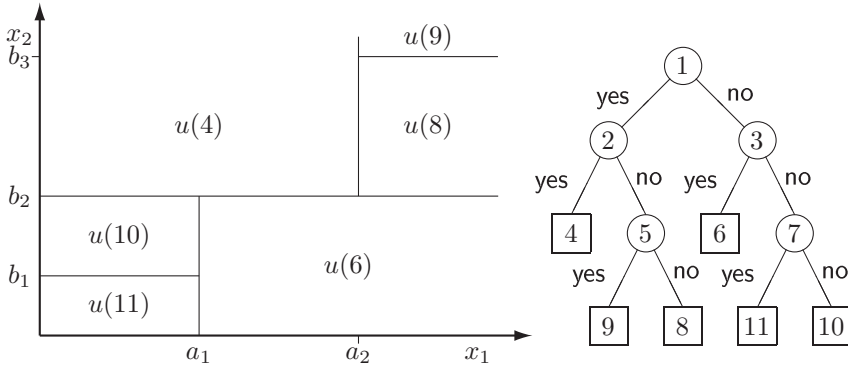 x2
b3
u(9)
u(4)
u(8)
b2
u(10)
u(6)
b1
u(11)
a1
a2
x1
1
yes
no
2
3
yes
no
yes
no
4
5
6
7
yes
no
yes
no
9
8
11
10